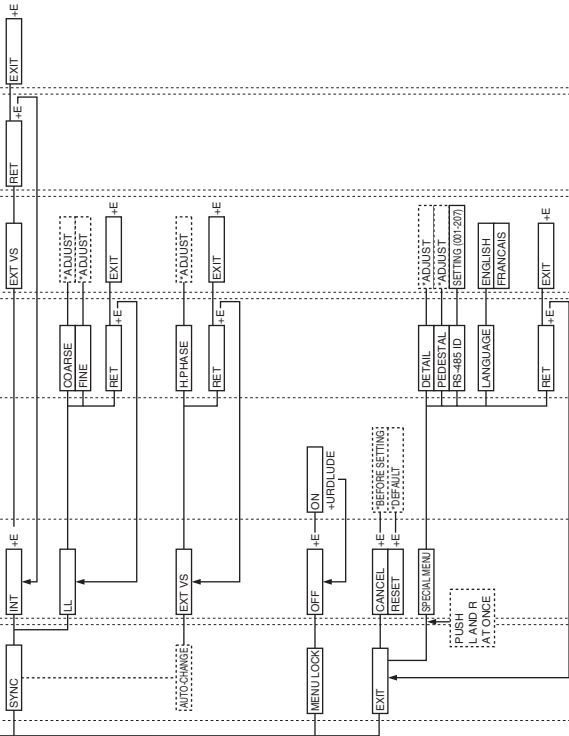 SYNC
INT
+E
EXT VS
RET
+E
EXIT
+E
LL
COARSE
*ADJUST
FINE
*ADJUST
RET
+E
EXIT
+E
AUTO-CHANGE
EXT VS
H.PHASE
*ADJUST
RET
+E
EXIT
+E
MENU LOCK
OFF
+E
ON
+URDLUDE
EXIT
CANCEL
+E
*BEFORE SETTING
RESET
+E
*DEFAULT
PUSH
L AND R
AT ONCE
SPECIAL MENU
DETAIL
*ADJUST
PEDESTAL
*ADJUST
RS-485 ID
SETTING (001-207)
LANGUAGE
ENGLISH
FRANCAIS
RET
+E
EXIT
+E